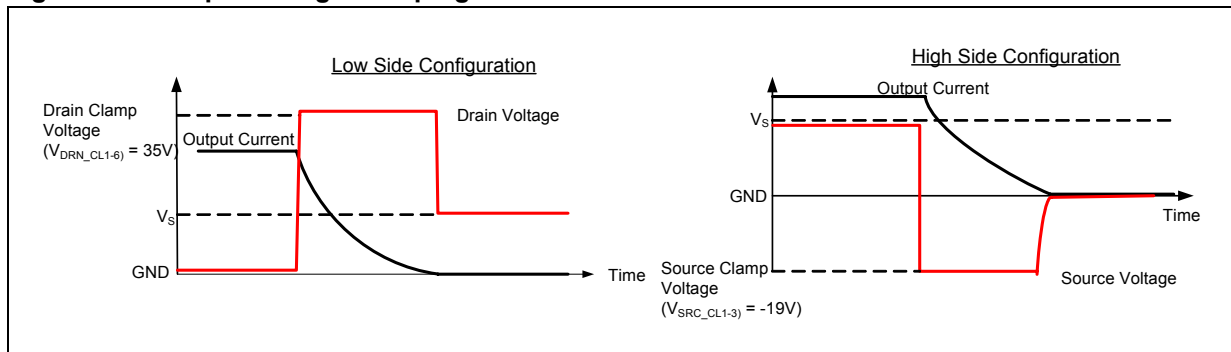 Low Side Configuration
Drain Clamp
Voltage
(VDRN_CL1-6) = 35V)
Output Current
Drain Voltage
VS
GND
Time
High Side Configuration
Output Current
VS
GND
Time
Source Clamp
Voltage
(VSRC_CL1-3) = -19V)
Source Voltage